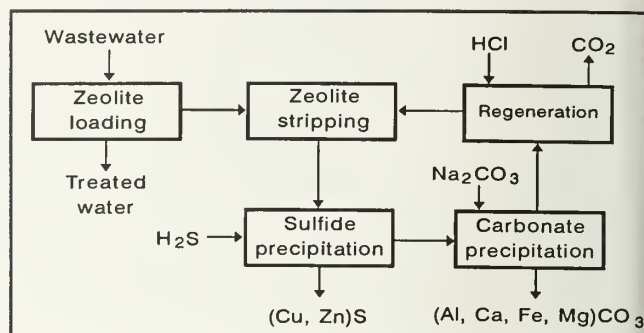 Wastewater
HCl
CO₂
Zeolite
loading
Zeolite
stripping
Regeneration
Treated
water
Na₂CO₃
H₂S
Sulfide
precipitation
Carbonate
precipitation
(Cu, Zn)S
(Al, Ca, Fe, Mg)CO₃